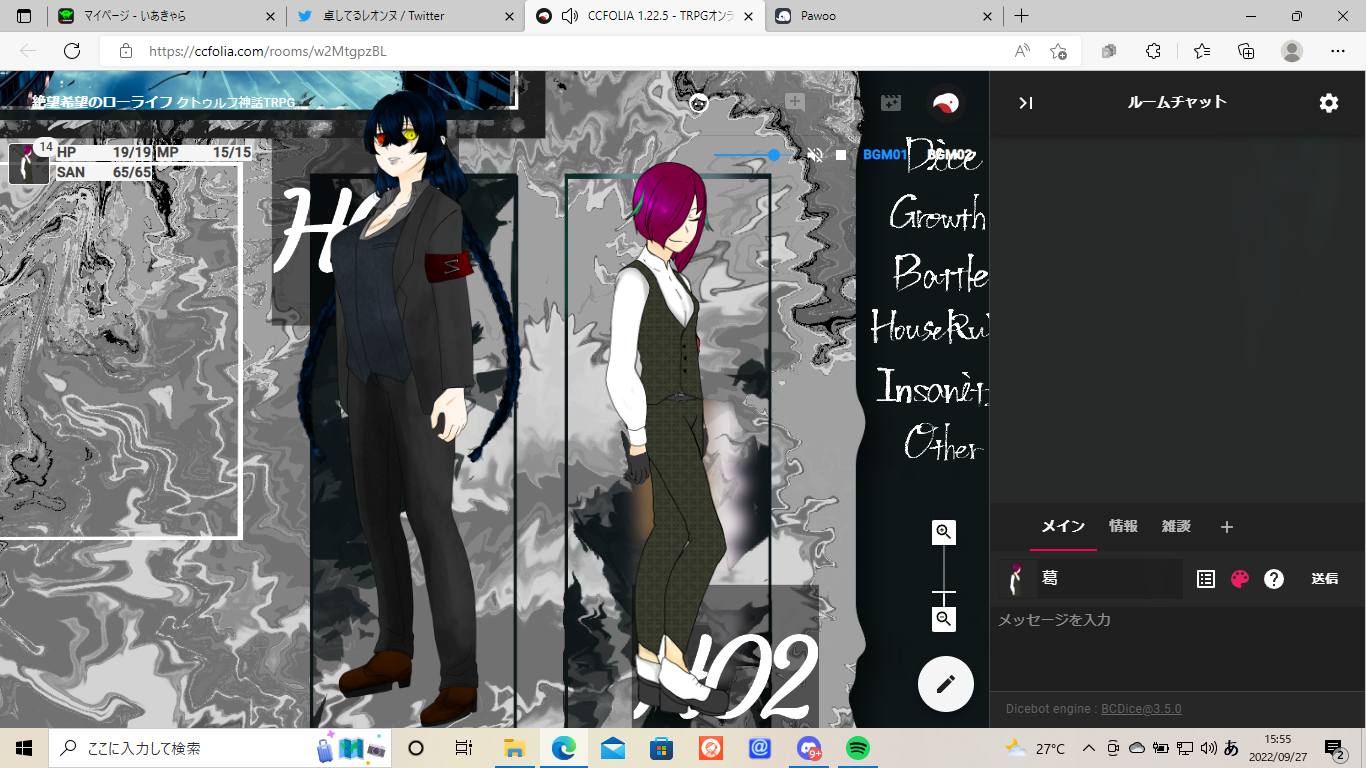 マイページ - いあきゃら
卓してるレオンヌ / Twitter
CCFOLIA 1.22.5 - TRPGオンラ
Pawoo
https://ccfolia.com/rooms/w2MtgpzBL
絶望希望のローライフ クトゥルフ神話TRPG
ルームチャット
14
HP 19/19 MP 15/15
SAN 65/65
BGM01 BGM02
Dice
Growth
Battle
HouseRu
Insanit
Other
HO2
メイン 情報 雑談
葛
送信
メッセージを入力
Dicebot engine : BCDice@3.5.0
ここに入力して検索
9+
27°C
あ
15:55
2022/09/27
2